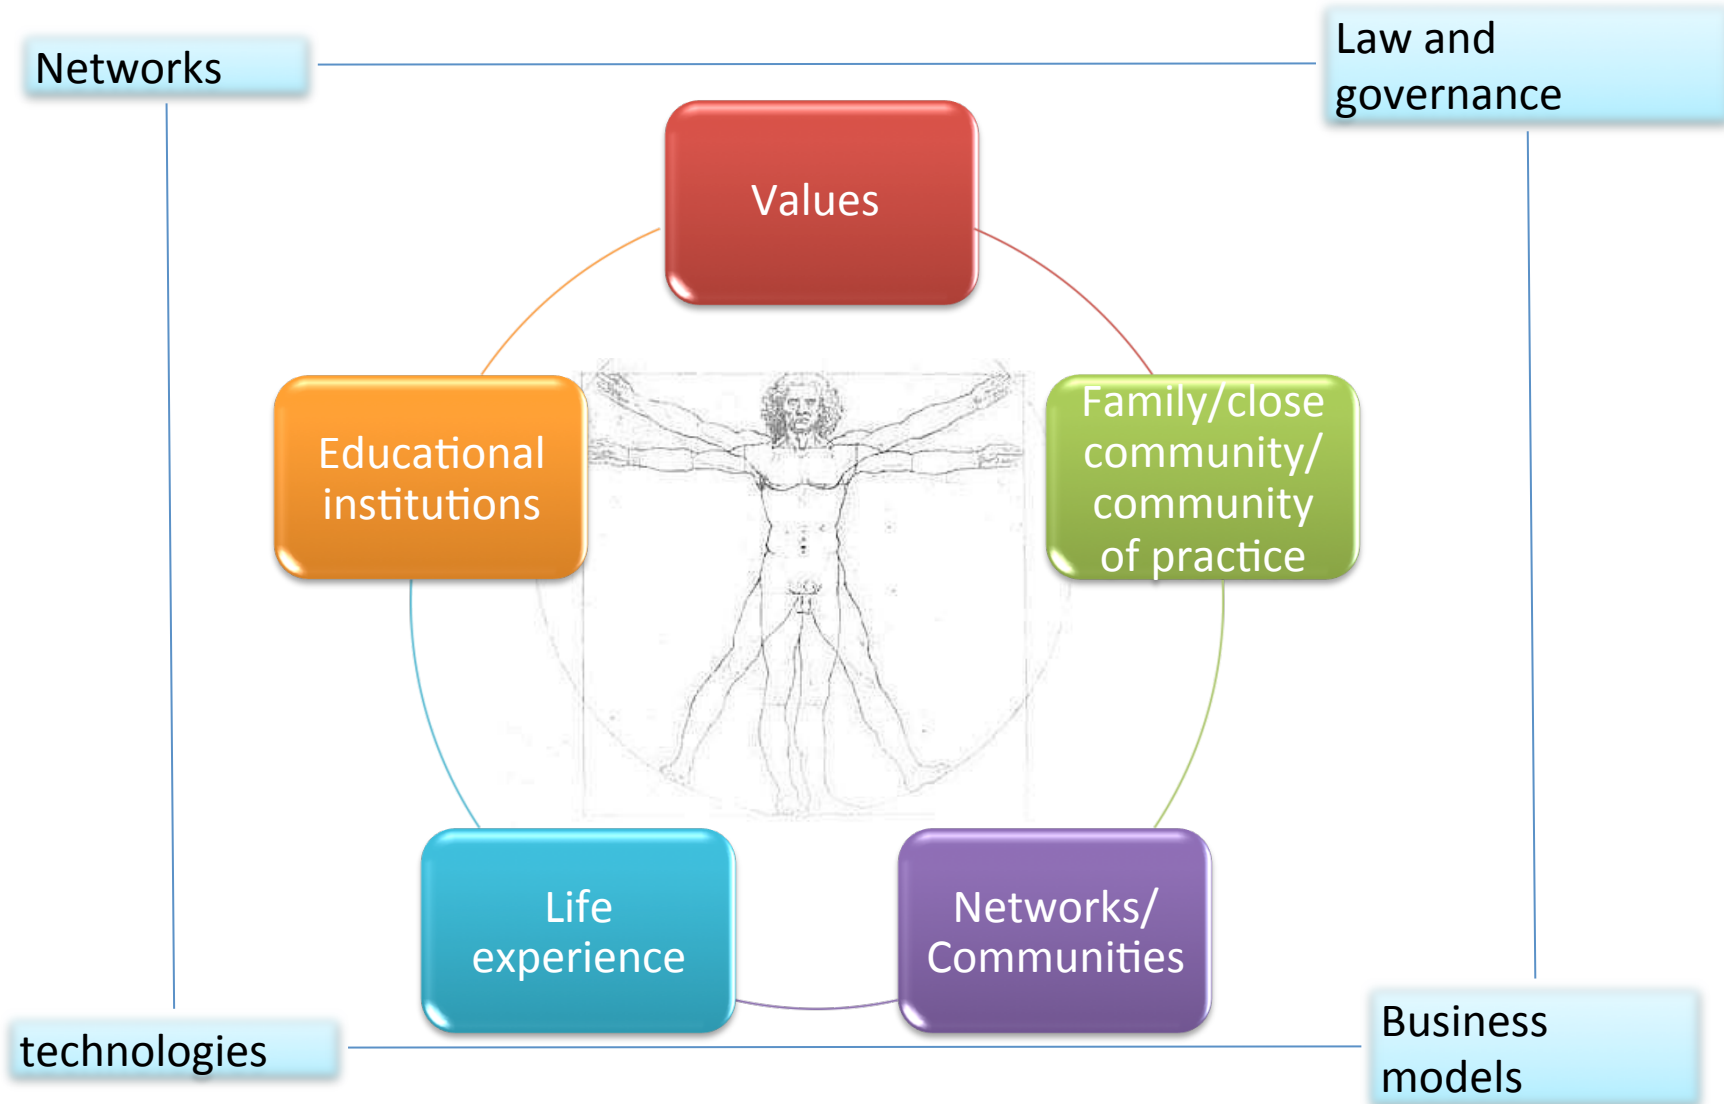 Networks
Law and
governance
Values
Educational
institutions
Family/close
community/
community
of practice
Life
experience
Networks/
Communities
technologies
Business
models